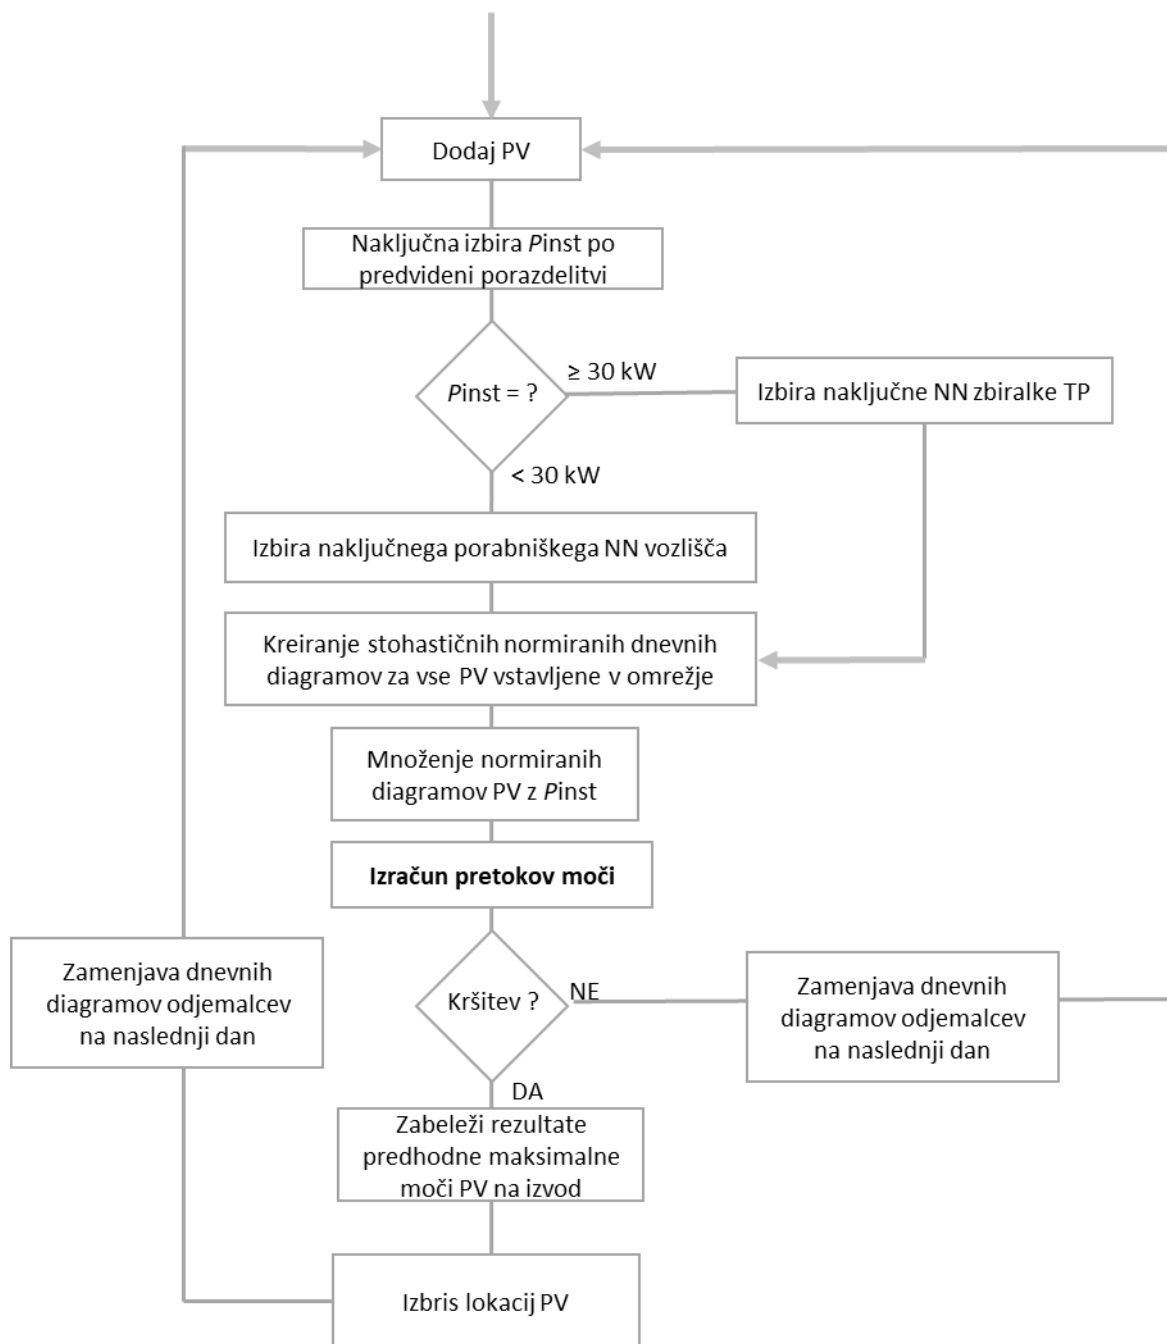 Dodaj PV
Naključna izbira Pinst po
predvideni porazdelitvi
Pinst = ?
≥ 30 kW
Izbira naključne NN zbiralke TP
< 30 kW
Izbira naključnega porabniškega NN vozlišča
Kreiranje stohastičnih normiranih dnevnih
diagramov za vse PV vstavljene v omrežje
Množenje normiranih
diagramov PV z Pinst
Izračun pretokov moči
Zamenjava dnevnih
diagramov odjemalcev
na naslednji dan
Kršitev ?
NE
Zamenjava dnevnih
diagramov odjemalcev
na naslednji dan
DA
Zabeleži rezultate
predhodne maksimalne
moči PV na izvod
Izbris lokacij PV